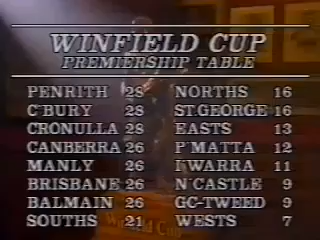 WINFIELD CUP
PREMIERSHIP TABLE
PENRITH 28 NORTHS 16
C'BURY 28 ST.GEORGE 16
CRONULLA 28 EASTS 13
CANBERRA 26 P'MATTA 12
MANLY 26 I'WARRA 11
BRISBANE 26 N'CASTLE 9
BALMAIN 26 GC-TWEED 9
SOUTHS 21 WESTS 7
Winfield Cup